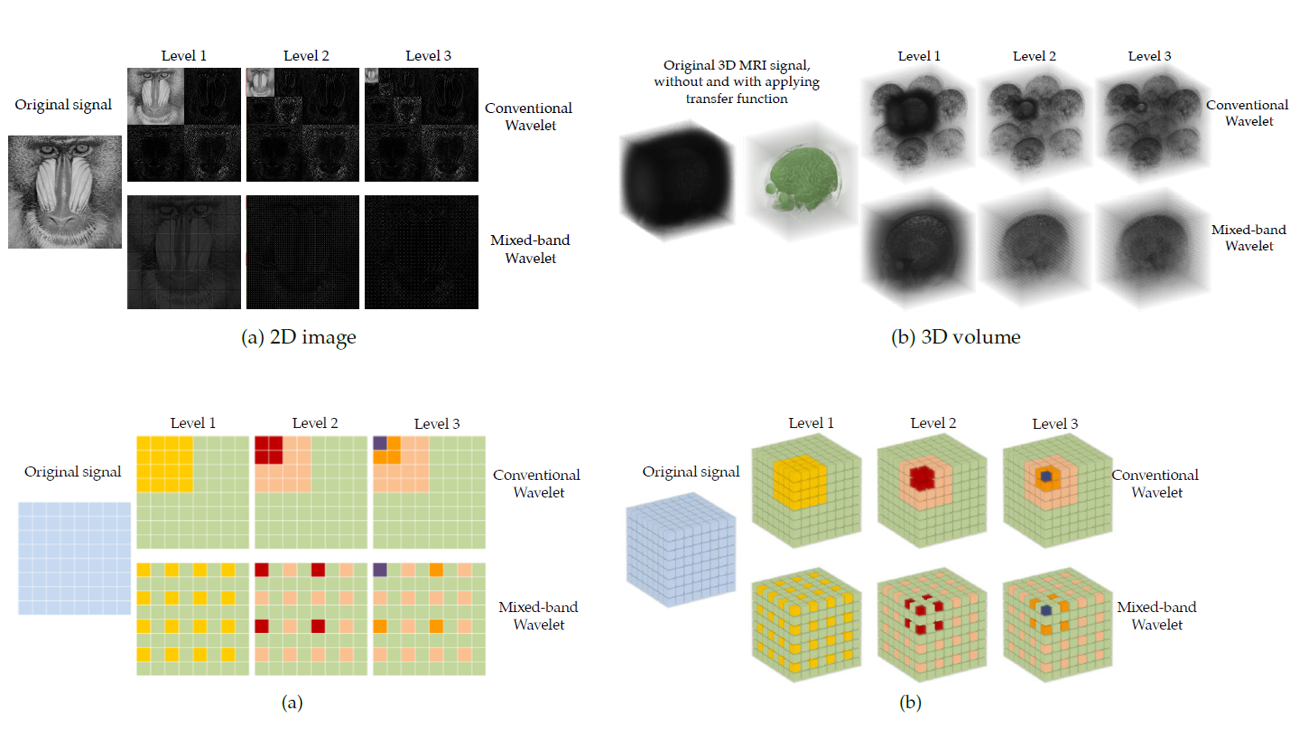 Level 1
Level 2
Level 3
Original signal
Conventional
Wavelet
Mixed-band
Wavelet
(a) 2D image
Original 3D MRI signal,
without and with applying
transfer function
Level 1
Level 2
Level 3
Conventional
Wavelet
Mixed-band
Wavelet
(b) 3D volume
Level 1
Level 2
Level 3
Original signal
Conventional
Wavelet
Mixed-band
Wavelet
(a)
Level 1
Level 2
Level 3
Original signal
Conventional
Wavelet
Mixed-band
Wavelet
(b)